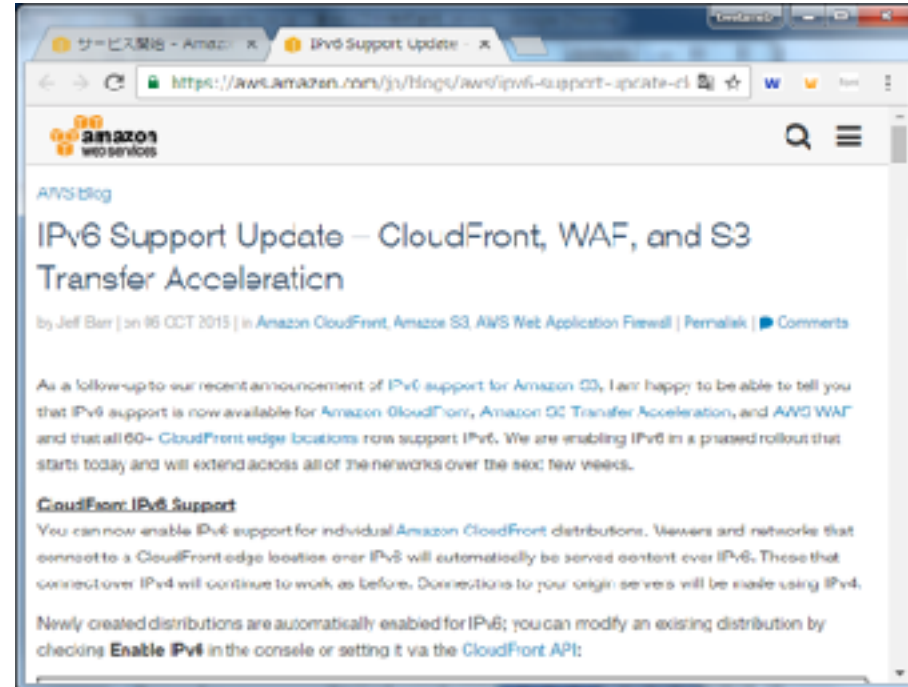 サービス開始 - Amazo
IPv6 Support Update -
https://aws.amazon.com/jp/blogs/aws/ipv6-support-update-cl
amazon
web services
AWS Blog
IPv6 Support Update – CloudFront, WAF, and S3
Transfer Acceleration
by Jeff Barr | on 06 OCT 2016 | in Amazon CloudFront, Amazon S3, AWS Web Application Firewall | Permalink | Comments
As a follow-up to our recent announcement of IPv6 support for Amazon S3, I am happy to be able to tell you
that IPv6 support is now available for Amazon CloudFront, Amazon S3 Transfer Acceleration, and AWS WAF
and that all 60+ CloudFront edge locations now support IPv6. We are enabling IPv6 in a phased rollout that
starts today and will extend across all of the networks over the next few weeks.
CloudFront IPv6 Support
You can now enable IPv6 support for individual Amazon CloudFront distributions. Viewers and networks that
connect to a CloudFront edge location over IPv6 will automatically be served content over IPv6. Those that
connect over IPv4 will continue to work as before. Connections to your origin servers will be made using IPv4.
Newly created distributions are automatically enabled for IPv6; you can modify an existing distribution by
checking Enable IPv6 in the console or setting it via the CloudFront API: